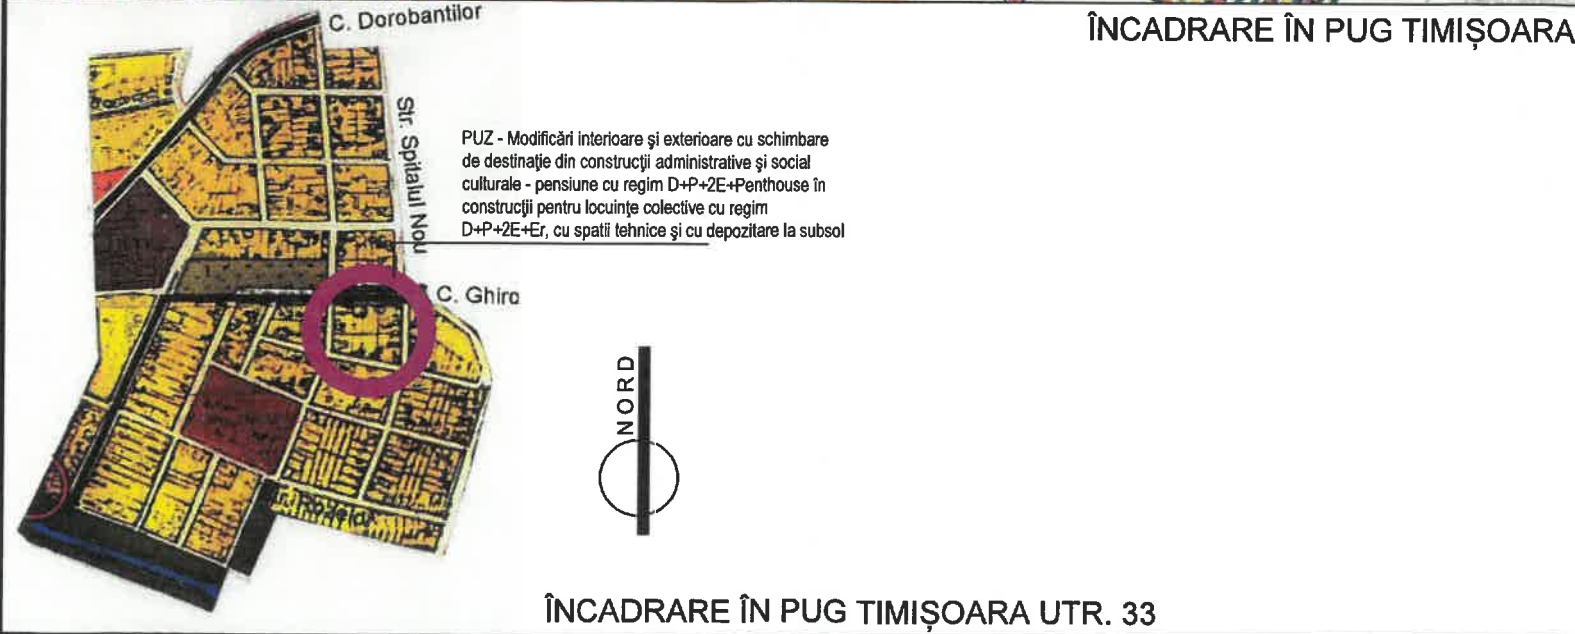 C. Dorobantilor
ÎNCADRARE ÎN PUG TIMIȘOARA
Str. Spitalul Nou
PUZ - Modificări interioare și exterioare cu schimbare
de destinație din construcții administrative și social
culturale - pensiune cu regim D+P+2E+Penthouse în
construcții pentru locuințe colective cu regim
D+P+2E+Er, cu spatii tehnice și cu depozitare la subsol
C. Ghiro
NORD
ÎNCADRARE ÎN PUG TIMIȘOARA UTR. 33